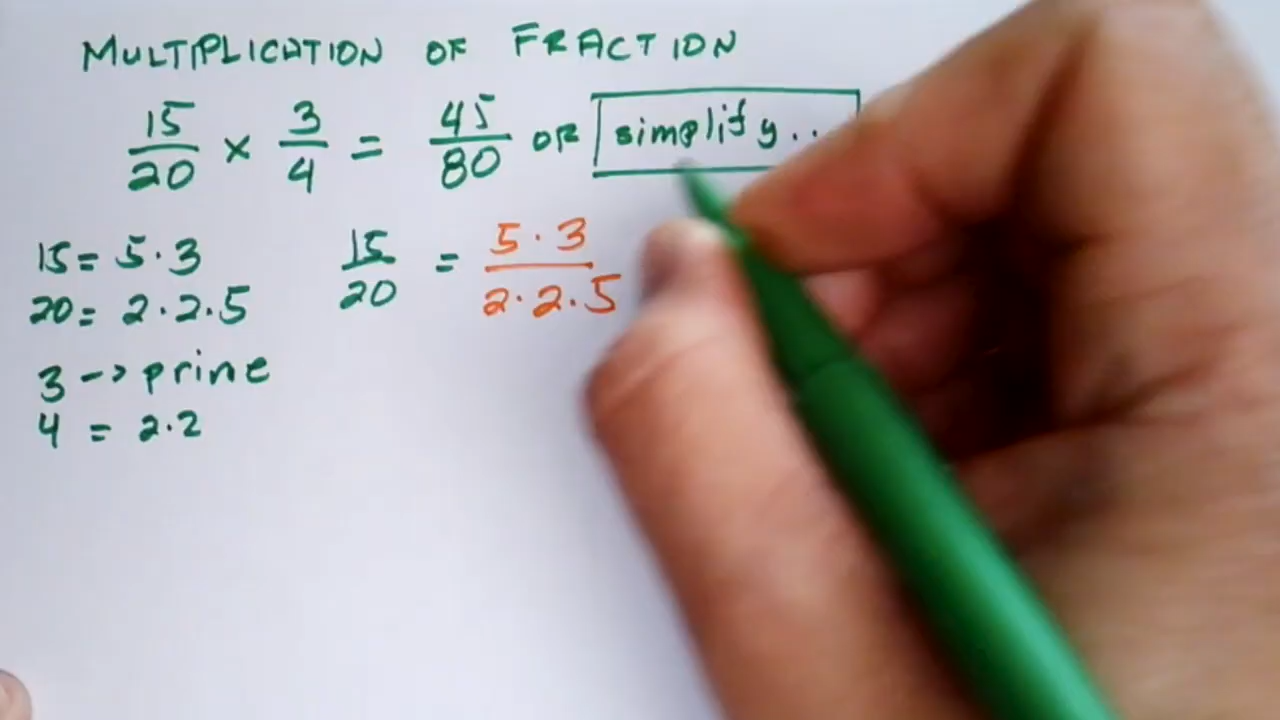 MULTIPLICATION OF FRACTION
15/20 × 3/4 = 45/80 OR simplify...
15 = 5·3
20 = 2·2·5
15/20 = 5·3/2·2·5
3 -> prine
4 = 2·2